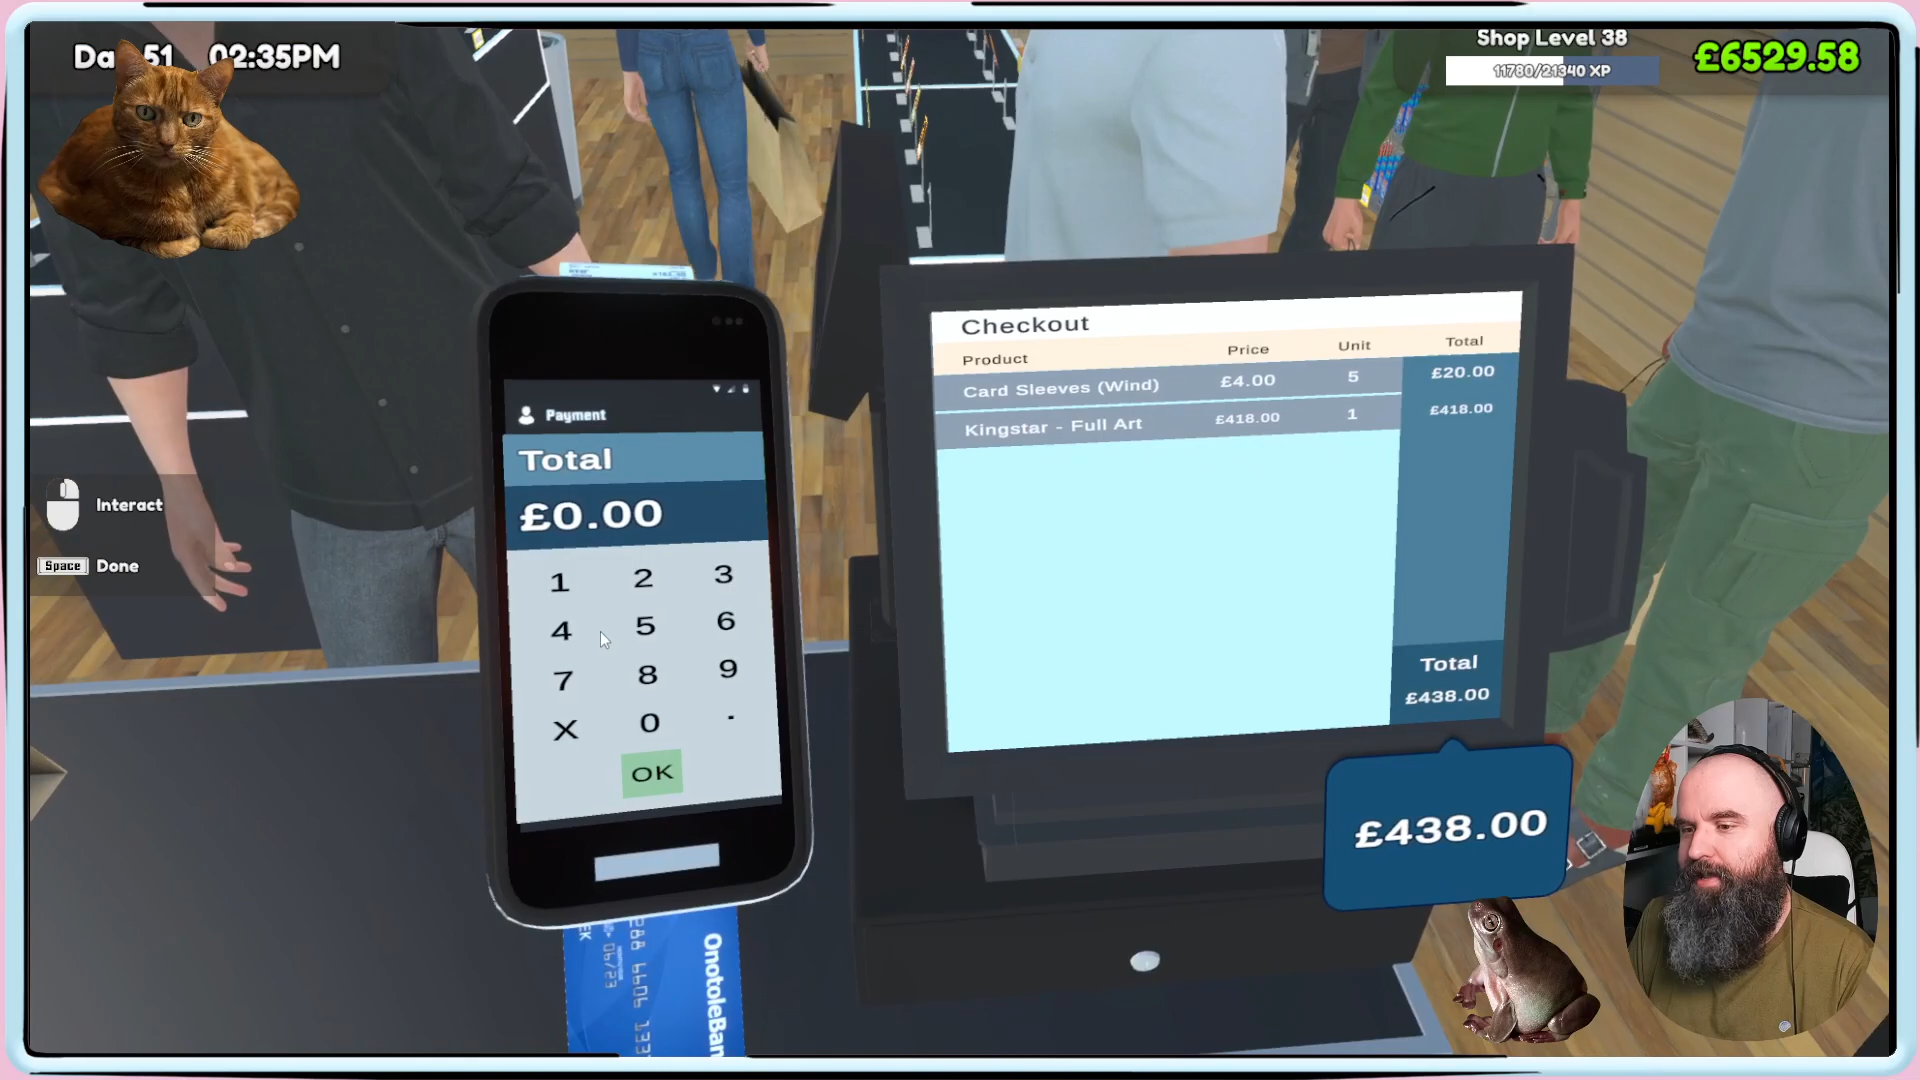 Da 51 02:35PM
Shop Level 38
11780/21340 XP
£6529.58
Interact
Space Done
Payment
Total
£0.00
1 2 3
4 5 6
7 8 9
X 0 .
OK
Checkout
Product Price Unit Total
Card Sleeves (Wind) £4.00 5 £20.00
Kingstar - Full Art £418.00 1 £418.00
Total
£438.00
£438.00
OnotoleBan
06/23